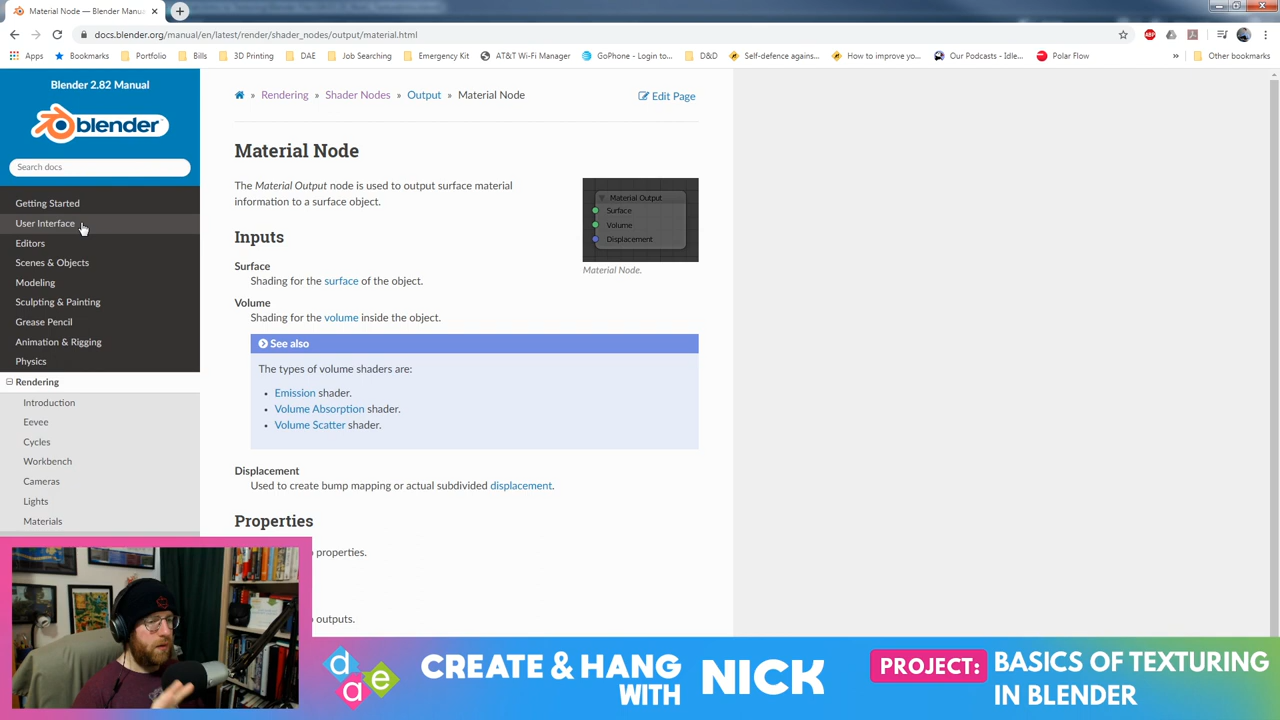 Material Node — Blender Manua
docs.blender.org/manual/en/latest/render/shader_nodes/output/material.html
Apps Bookmarks Portfolio Bills 3D Printing DAE Job Searching Emergency Kit AT&T Wi-Fi Manager GoPhone - Login to... D&D Self-defence agains... How to improve yo... Our Podcasts - Idle... Polar Flow » Other bookmarks
Blender 2.82 Manual
blender
Search docs
Getting Started
User Interface
Editors
Scenes & Objects
Modeling
Sculpting & Painting
Grease Pencil
Animation & Rigging
Physics
Rendering
Introduction
Eevee
Cycles
Workbench
Cameras
Lights
Materials
» Rendering » Shader Nodes » Output » Material Node
Edit Page
Material Node
The Material Output node is used to output surface material
information to a surface object.
Material Output
Surface
Volume
Displacement
Material Node.
Inputs
Surface
Shading for the surface of the object.
Volume
Shading for the volume inside the object.
See also
The types of volume shaders are:
• Emission shader.
• Volume Absorption shader.
• Volume Scatter shader.
Displacement
Used to create bump mapping or actual subdivided displacement.
Properties
properties.
outputs.
dae
CREATE & HANG
WITH
NICK
PROJECT:
BASICS OF TEXTURING
IN BLENDER